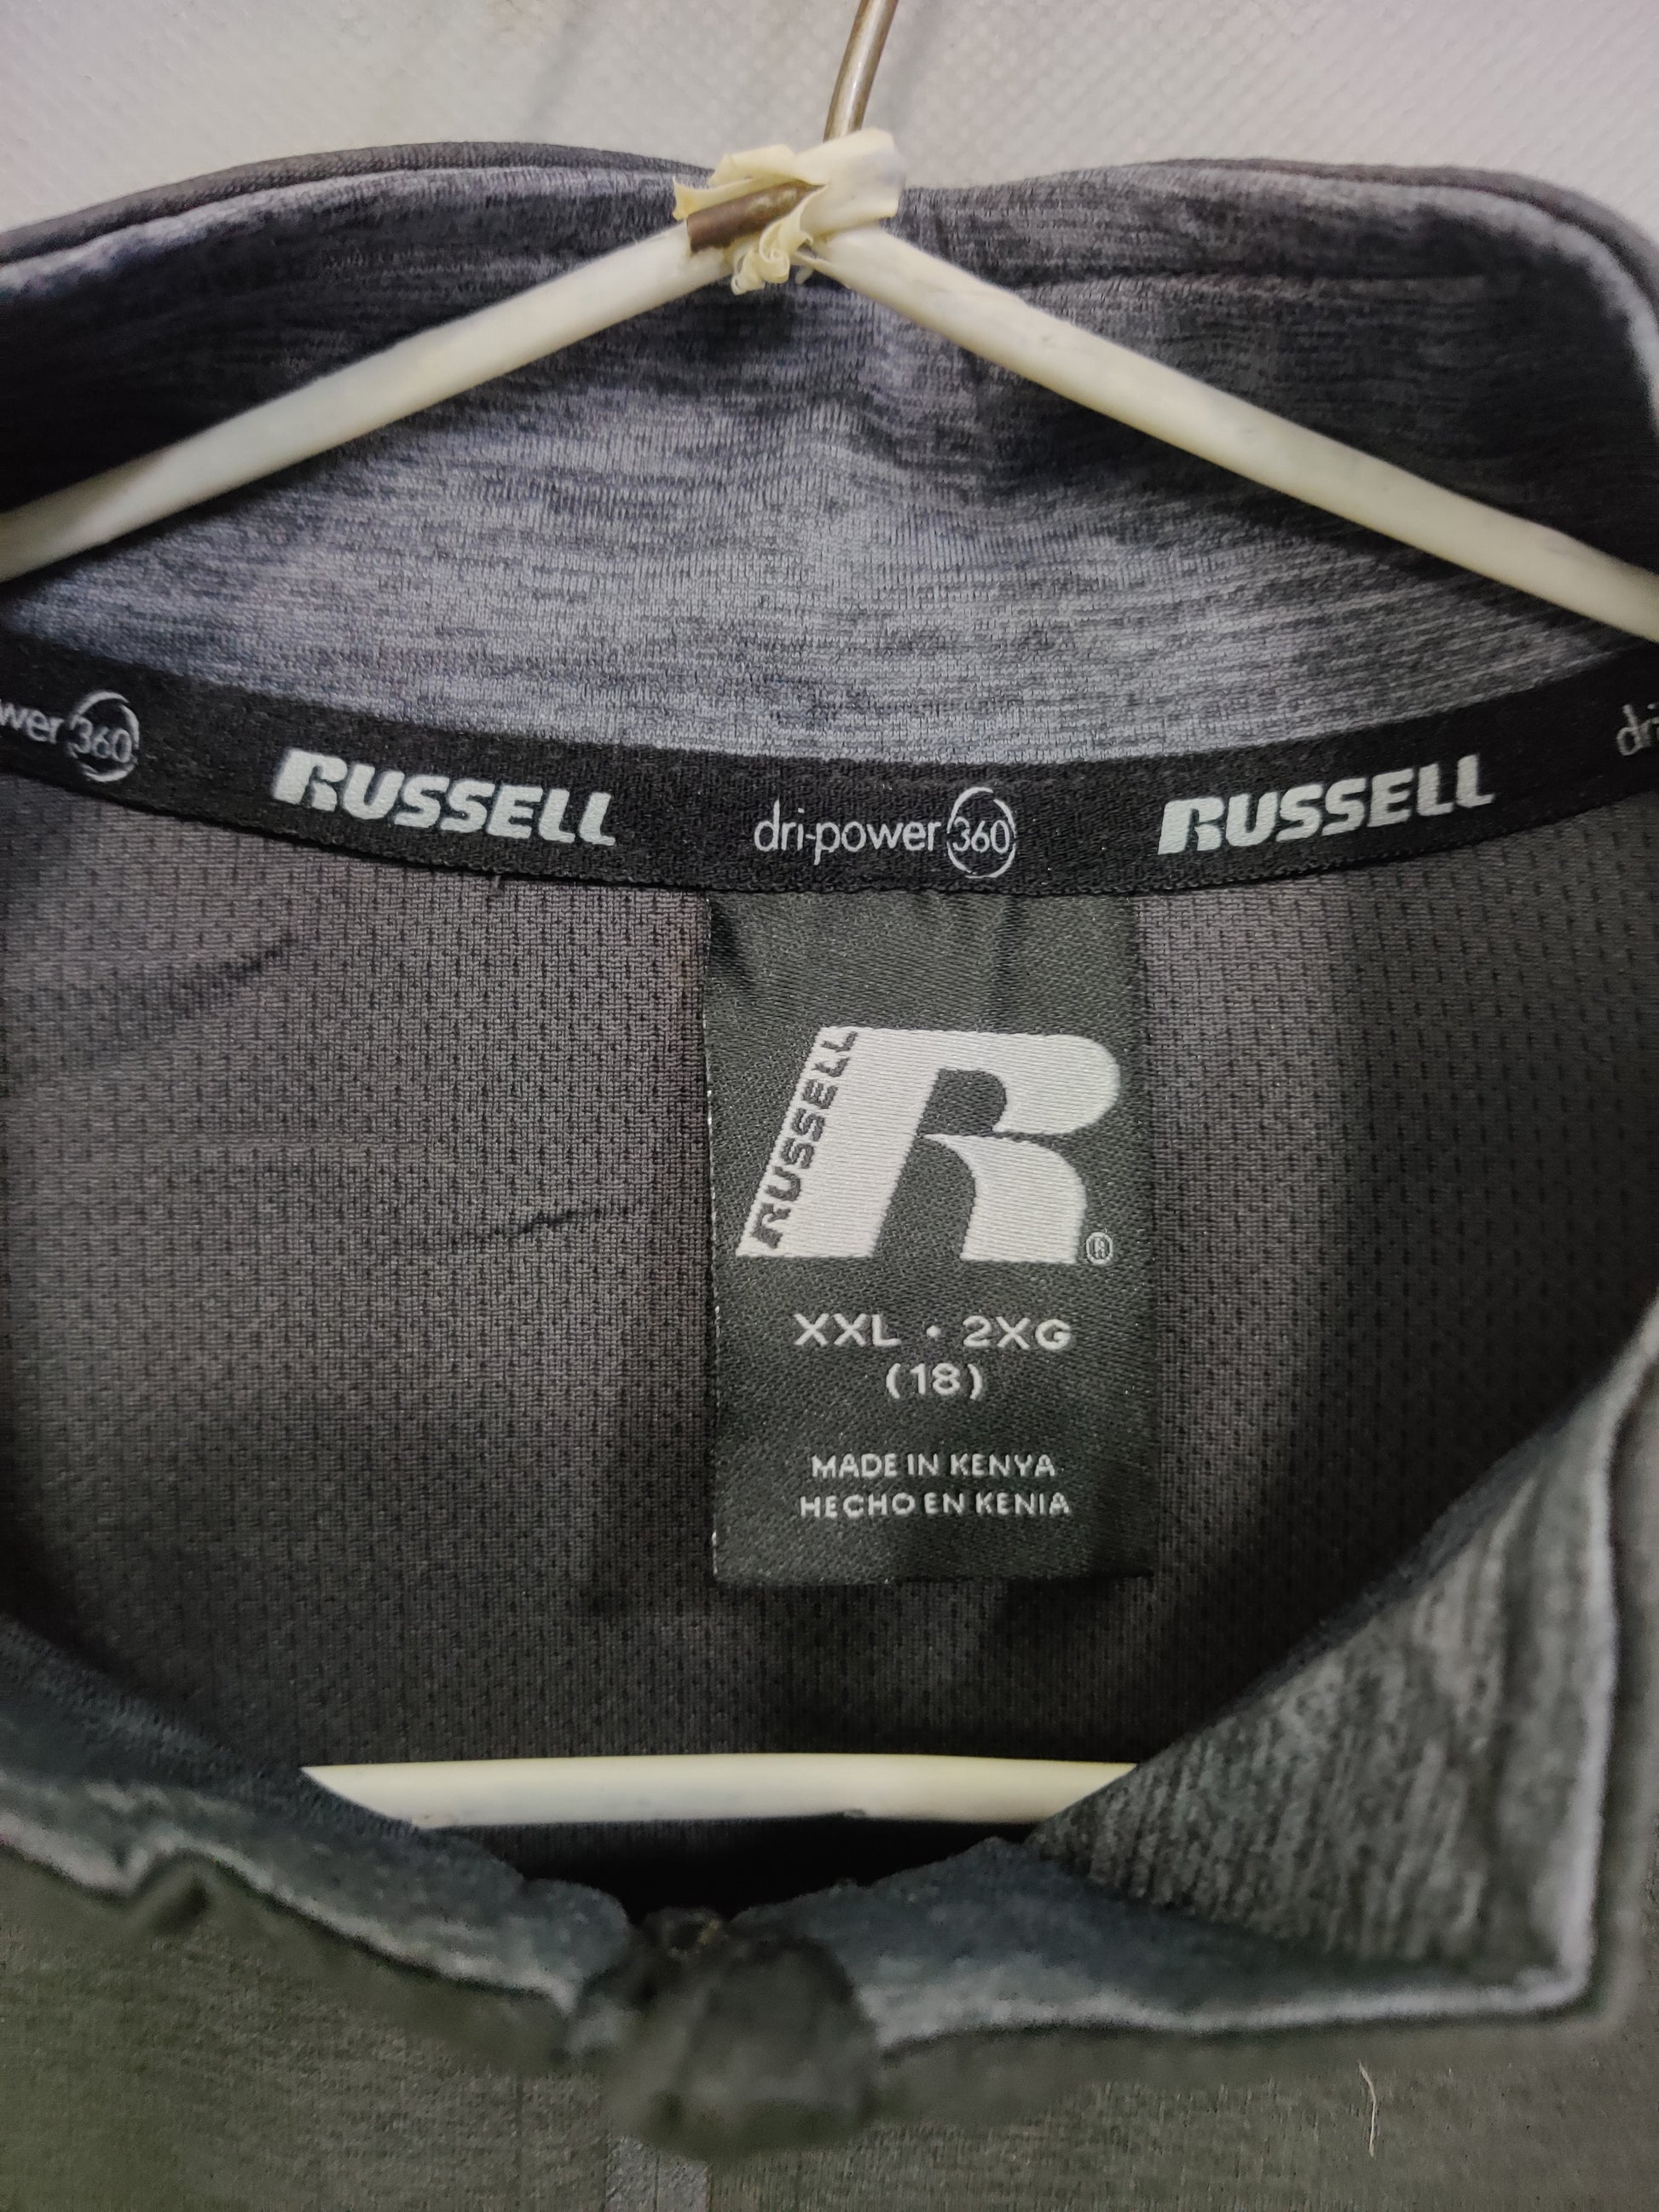 wer 360
RUSSELL
dri-power 360
RUSSELL
dri
RUSSELL
R
®
XXL • 2XG
(18)
MADE IN KENYA
HECHO EN KENIA